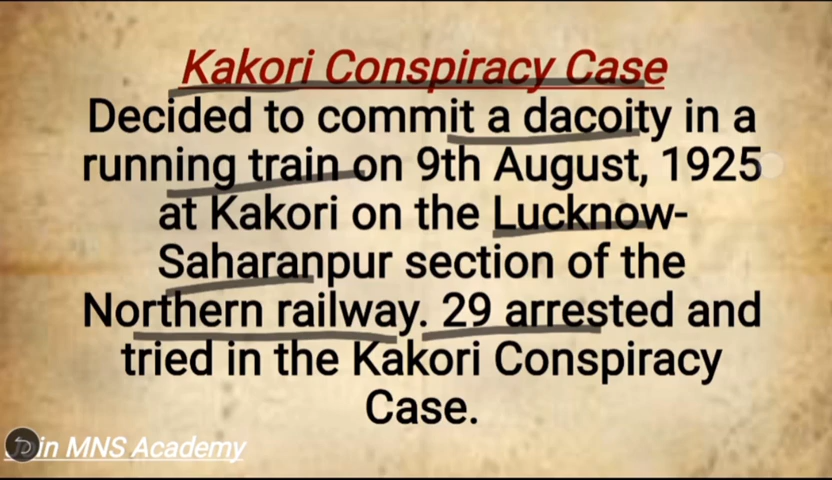 Kakori Conspiracy Case
Decided to commit a dacoity in a
running train on 9th August, 1925
at Kakori on the Lucknow-
Saharanpur section of the
Northern railway. 29 arrested and
tried in the Kakori Conspiracy
Case.
in MNS Academy